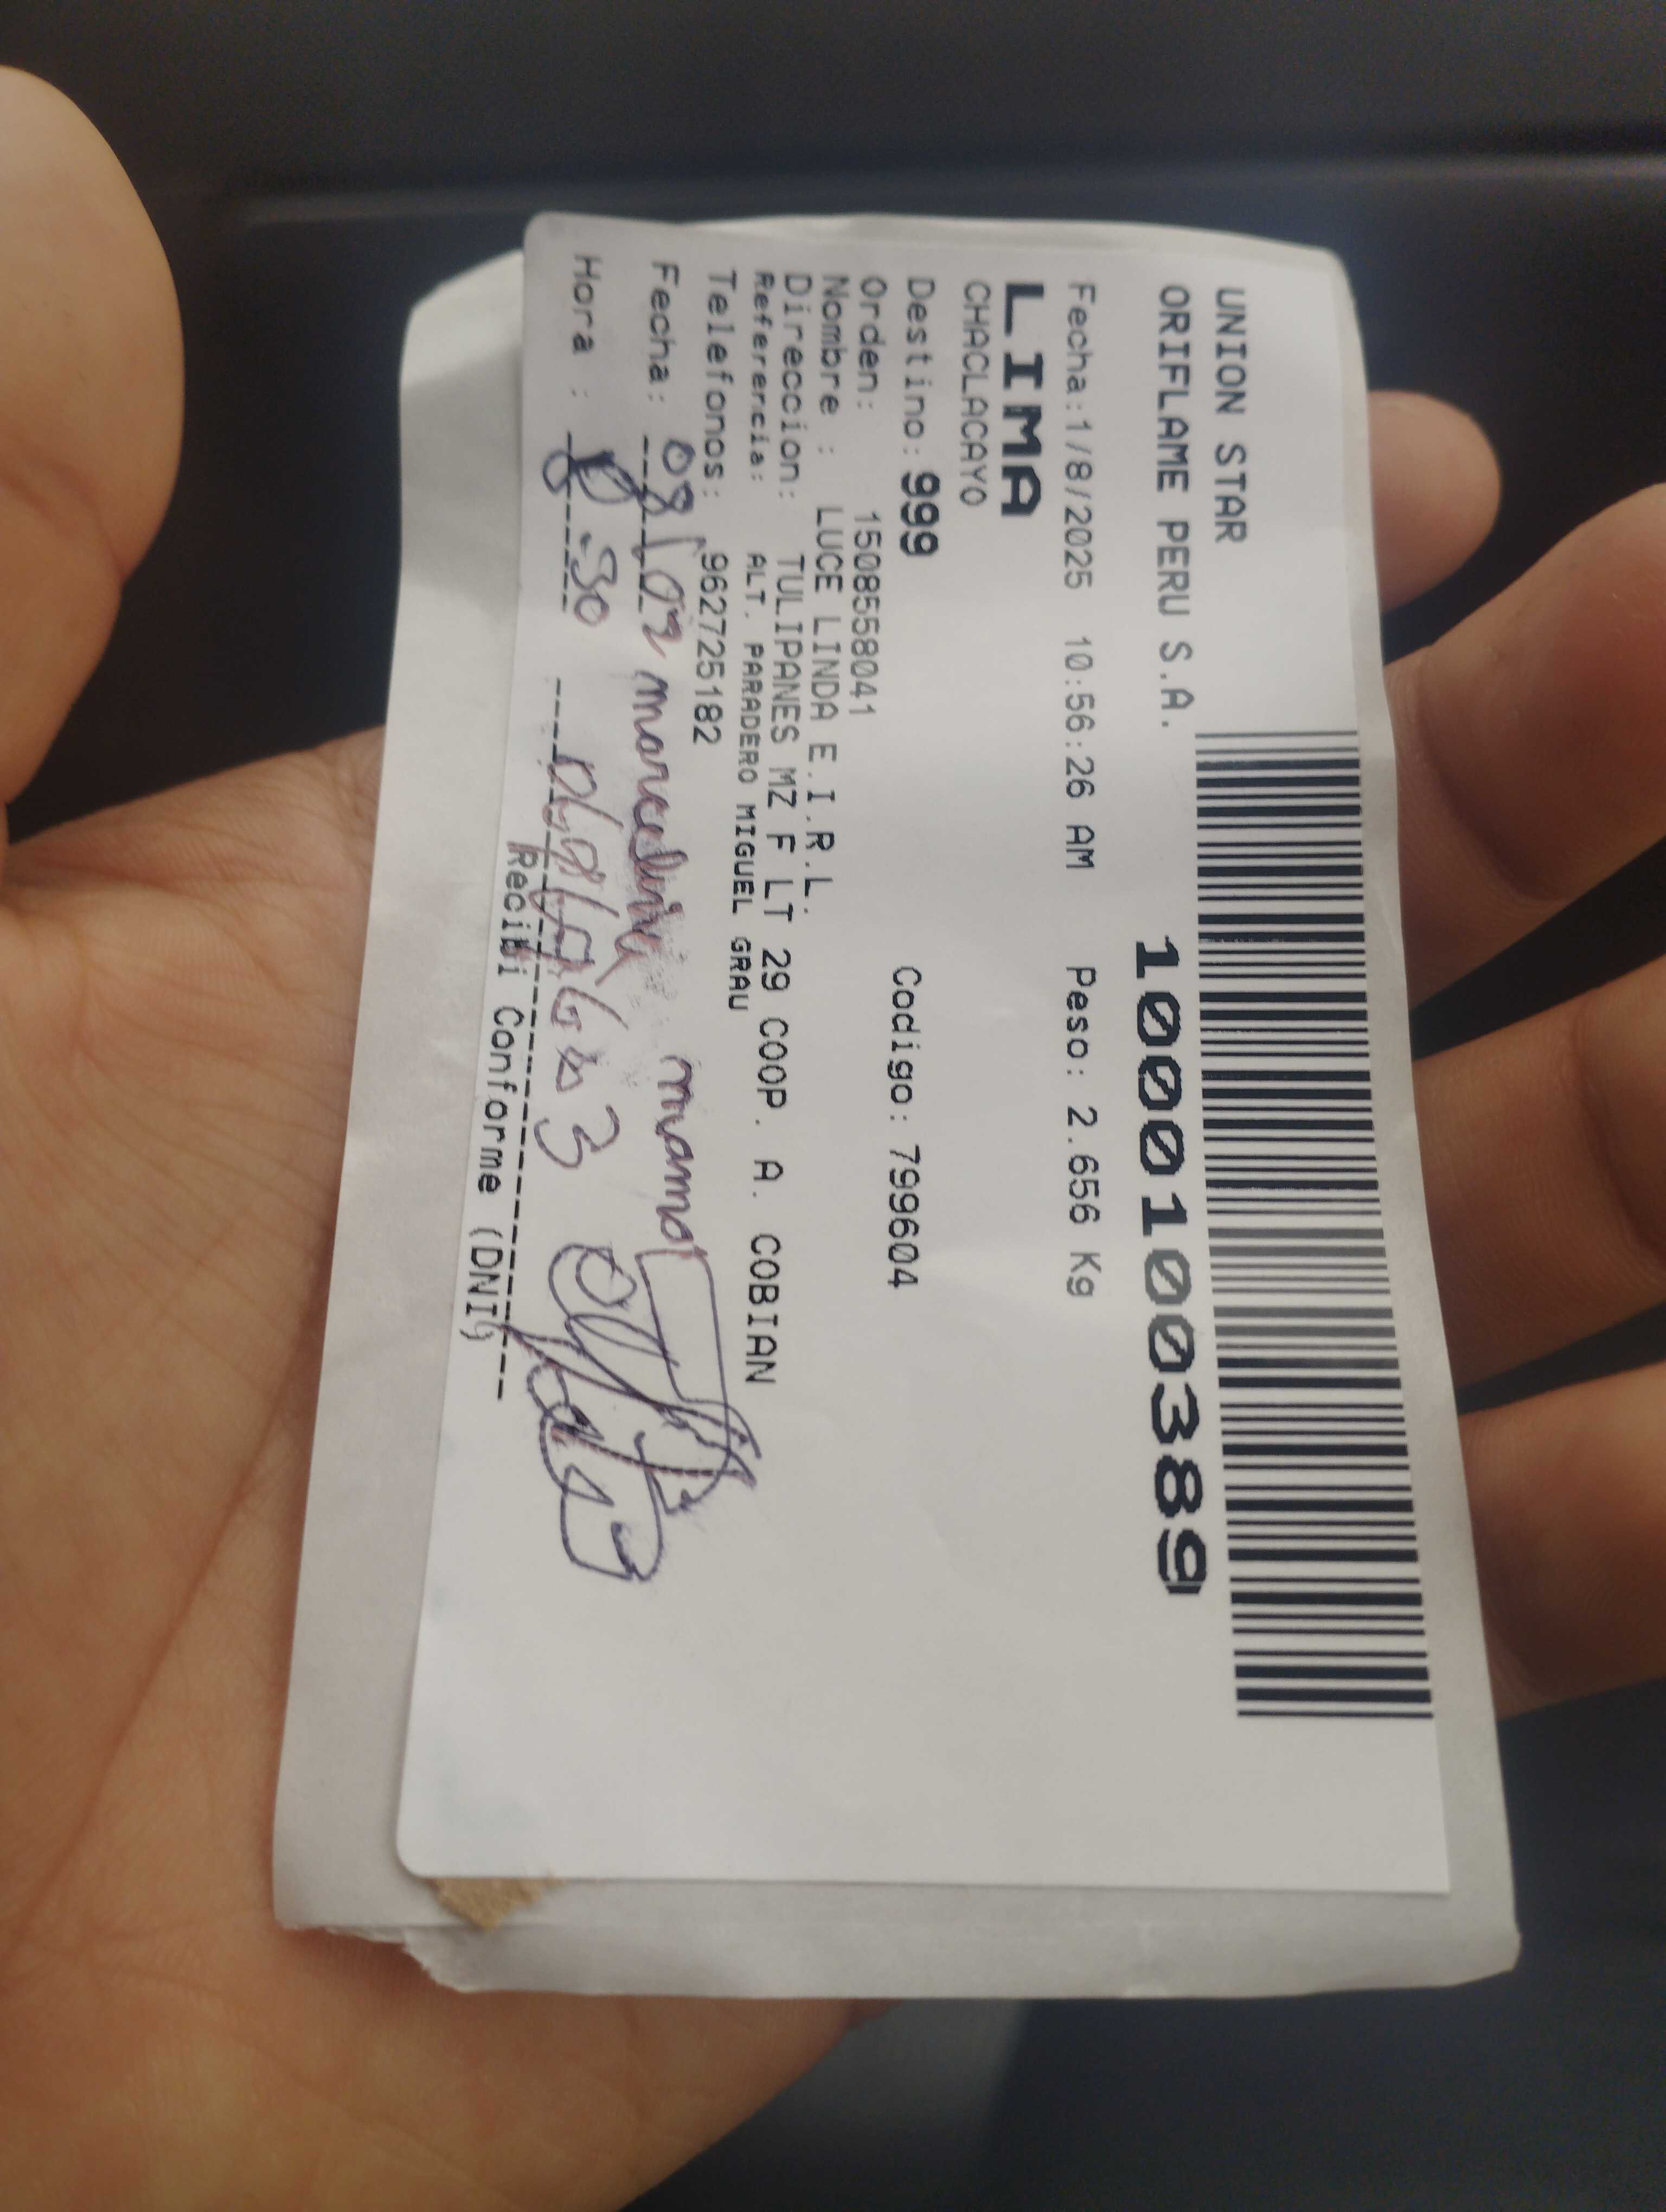 UNION STAR
ORIFLAME PERU S.A.
10001000389
Fecha:1/8/2025 10:56:26 AM Peso: 2.656 Kg
LIMA
CHACLACAYO
Destino: 999 Codigo: 799604
Orden: 1508558041
Nombre : LUCE LINDA E.I.R.L.
Direccion: TULIPANES MZ F LT 29 COOP. A. COBIAN
Referencia: ALT. PARADERO MIGUEL GRAU
Telefonos: 962725182
Fecha: marcelina mamá
Hora :
Recibi Conforme (DNI)